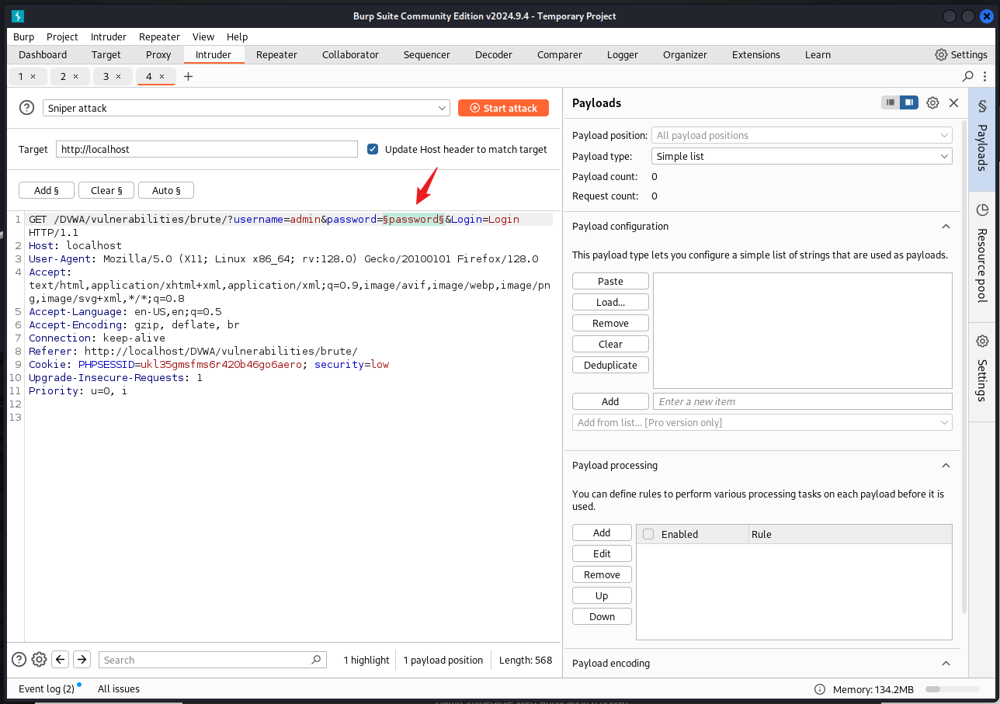 Burp Suite Community Edition v2024.9.4 - Temporary Project
Burp Project Intruder Repeater View Help
Dashboard Target Proxy Intruder Repeater Collaborator Sequencer Decoder Comparer Logger Organizer Extensions Learn Settings
1 × 2 × 3 × 4 × +
Sniper attack
Start attack
Target http://localhost
Update Host header to match target
Add § Clear § Auto §
1 GET /DVWA/vulnerabilities/brute/?username=admin&password=§password§&Login=Login
HTTP/1.1
2 Host: localhost
3 User-Agent: Mozilla/5.0 (X11; Linux x86_64; rv:128.0) Gecko/20100101 Firefox/128.0
4 Accept:
text/html,application/xhtml+xml,application/xml;q=0.9,image/avif,image/webp,image/pn
g,image/svg+xml,*/*;q=0.8
5 Accept-Language: en-US,en;q=0.5
6 Accept-Encoding: gzip, deflate, br
7 Connection: keep-alive
8 Referer: http://localhost/DVWA/vulnerabilities/brute/
9 Cookie: PHPSESSID=ukl35gmsfms6r420b46go6aero; security=low
10 Upgrade-Insecure-Requests: 1
11 Priority: u=0, i
12
13
Search
1 highlight
1 payload position
Length: 568
Payloads
Payload position: All payload positions
Payload type: Simple list
Payload count: 0
Request count: 0
Payload configuration
This payload type lets you configure a simple list of strings that are used as payloads.
Paste
Load...
Remove
Clear
Deduplicate
Add Enter a new item
Add from list... [Pro version only]
Payload processing
You can define rules to perform various processing tasks on each payload before it is
used.
Add
Edit
Remove
Up
Down
Enabled Rule
Payload encoding
§ Payloads
Resource pool
Settings
Event log (2) All issues
Memory: 134.2MB